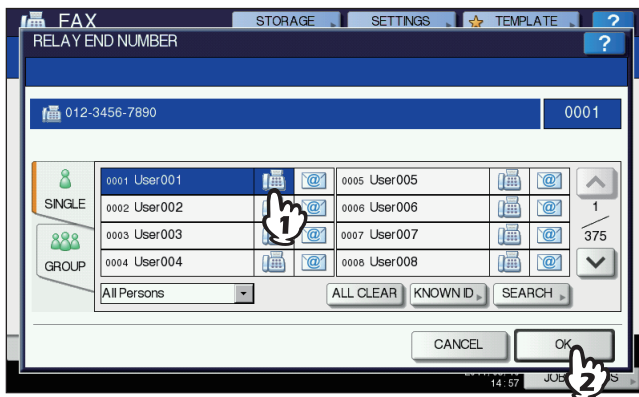 FAX STORAGE SETTINGS TEMPLATE ?
RELAY END NUMBER ?
012-3456-7890 0001
SINGLE
GROUP
0001 User001 0005 User005
0002 User002 0006 User006
0003 User003 0007 User007
0004 User004 0008 User008
1
375
All Persons ALL CLEAR KNOWN ID SEARCH
CANCEL OK
14:57
1
2